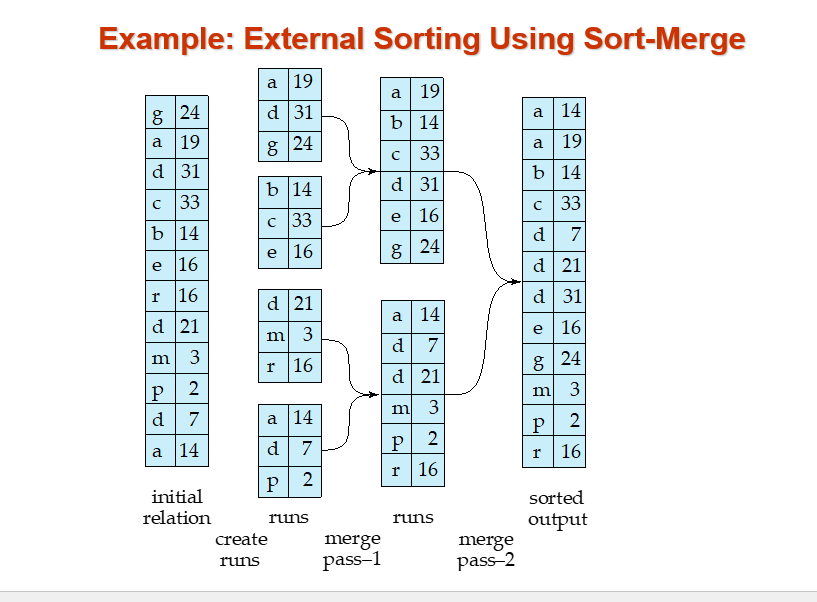 Example: External Sorting Using Sort-Merge
g 24
a 19
d 31
c 33
b 14
e 16
r 16
d 21
m 3
p 2
d 7
a 14
initial
relation
a 19
d 31
g 24
b 14
c 33
e 16
d 21
m 3
r 16
a 14
d 7
p 2
runs
create
runs
a 19
b 14
c 33
d 31
e 16
g 24
a 14
d 7
d 21
m 3
p 2
r 16
runs
merge
pass–1
a 14
a 19
b 14
c 33
d 7
d 21
d 31
e 16
g 24
m 3
p 2
r 16
sorted
output
merge
pass–2